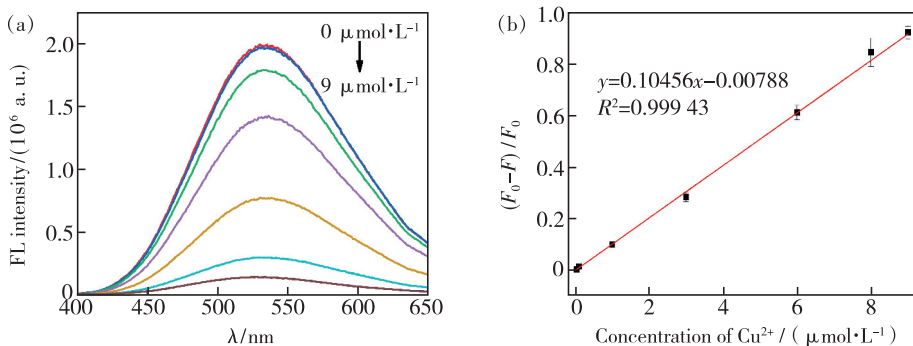 (a)
0 μmol·L⁻¹
9 μmol·L⁻¹
FL intensity/(10⁶ a. u.)
2.0
1.5
1.0
0.5
0
400 450 500 550 600 650
λ/nm
(b)
y=0.10456x−0.00788
R²=0.999 43
(F₀−F)/F₀
1.0
0.8
0.6
0.4
0.2
0
0 2 4 6 8
Concentration of Cu²⁺/(μmol·L⁻¹)